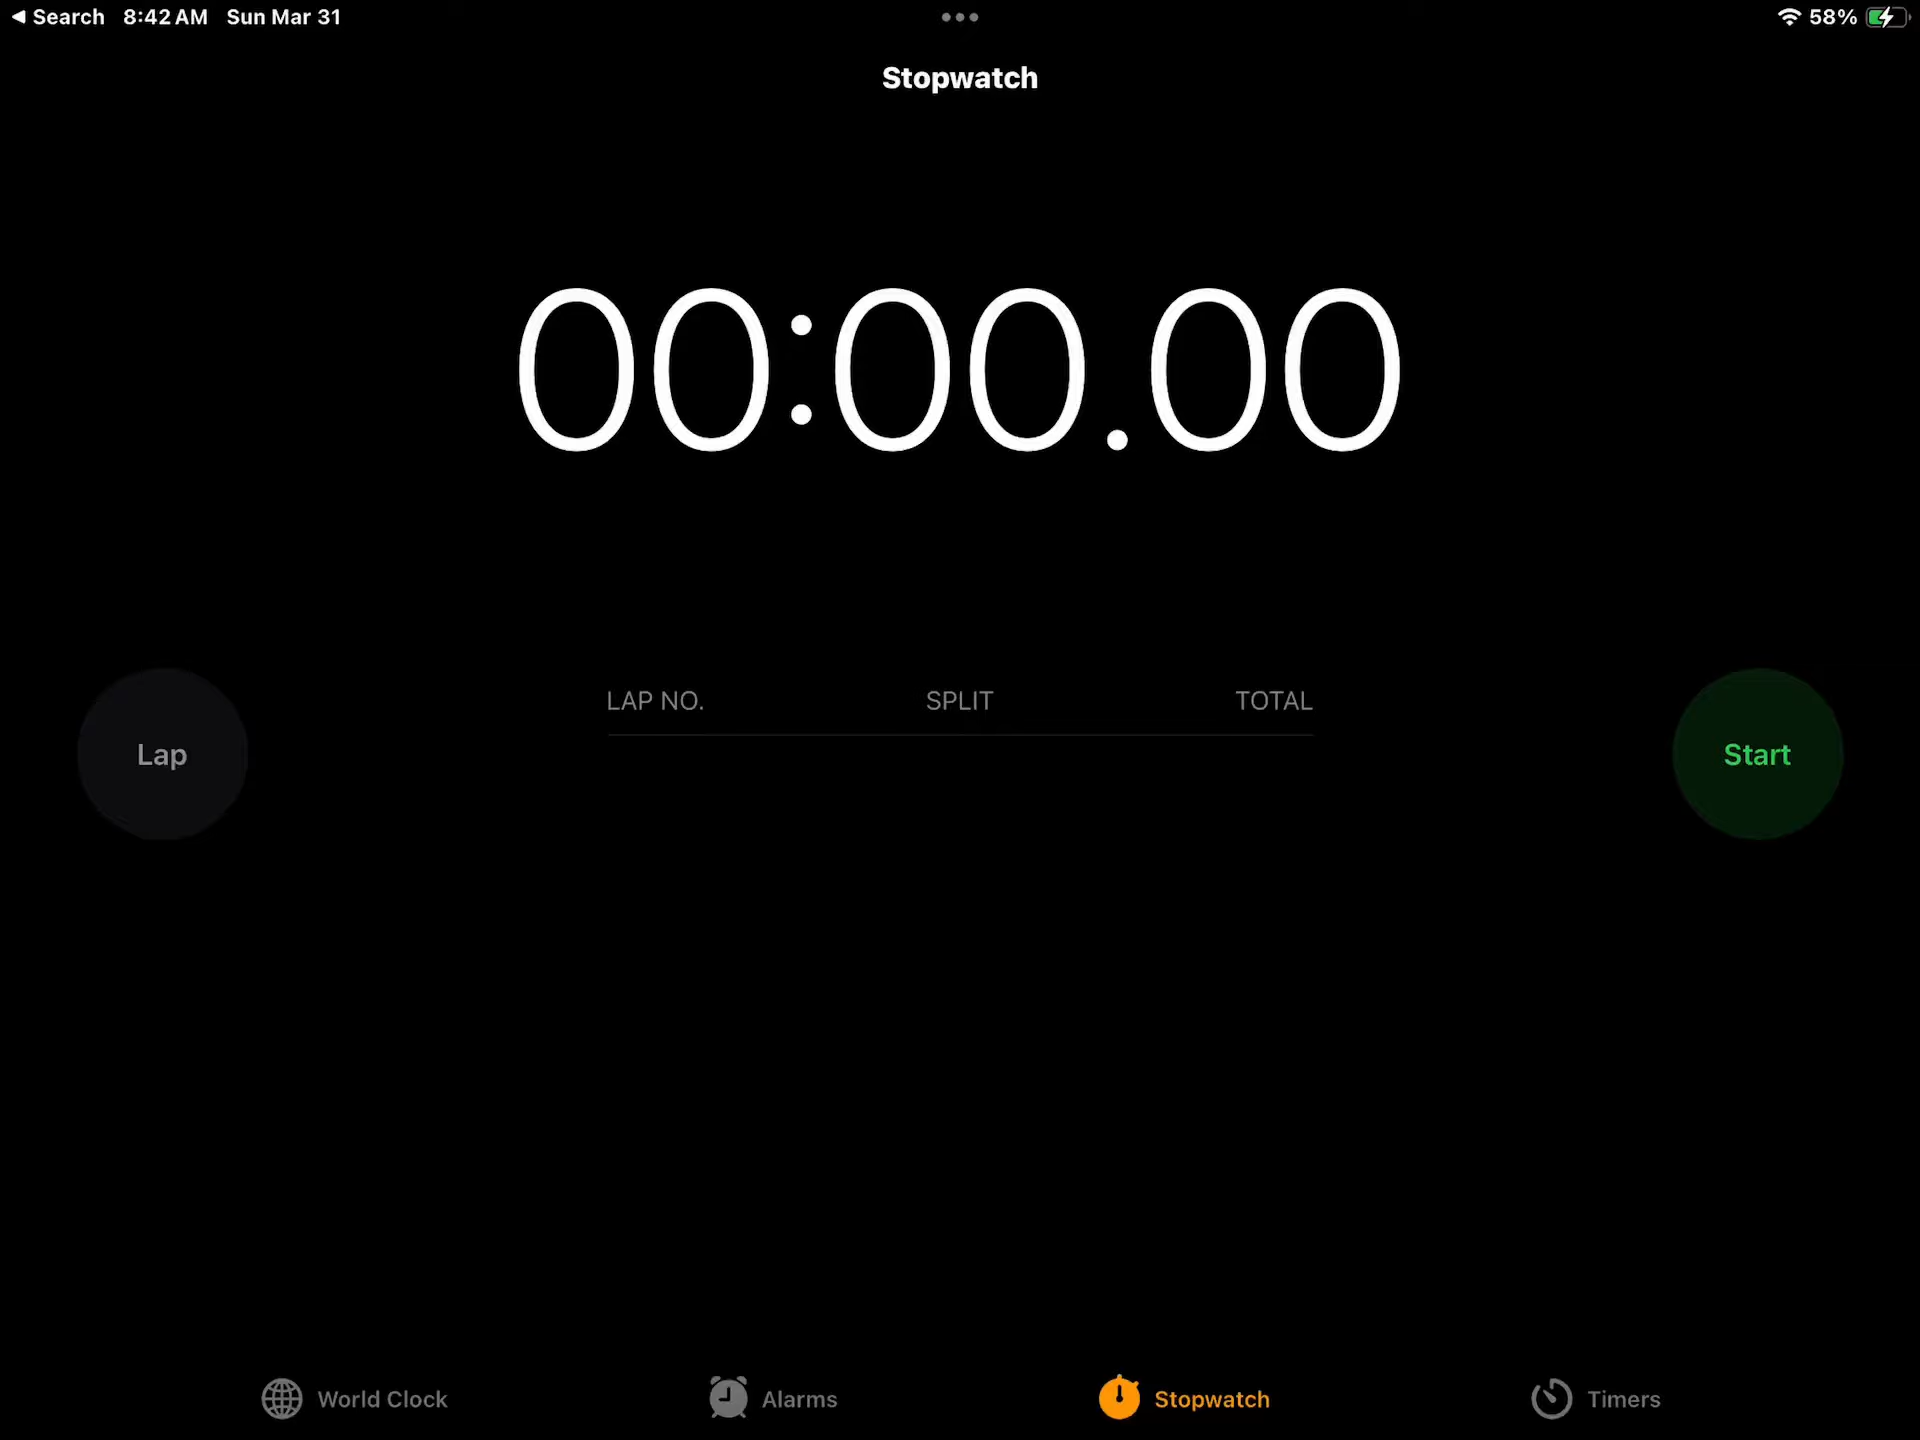 Search 8:42 AM Sun Mar 31 58%
Stopwatch
00:00.00
LAP NO. SPLIT TOTAL
Lap Start
World Clock Alarms Stopwatch Timers